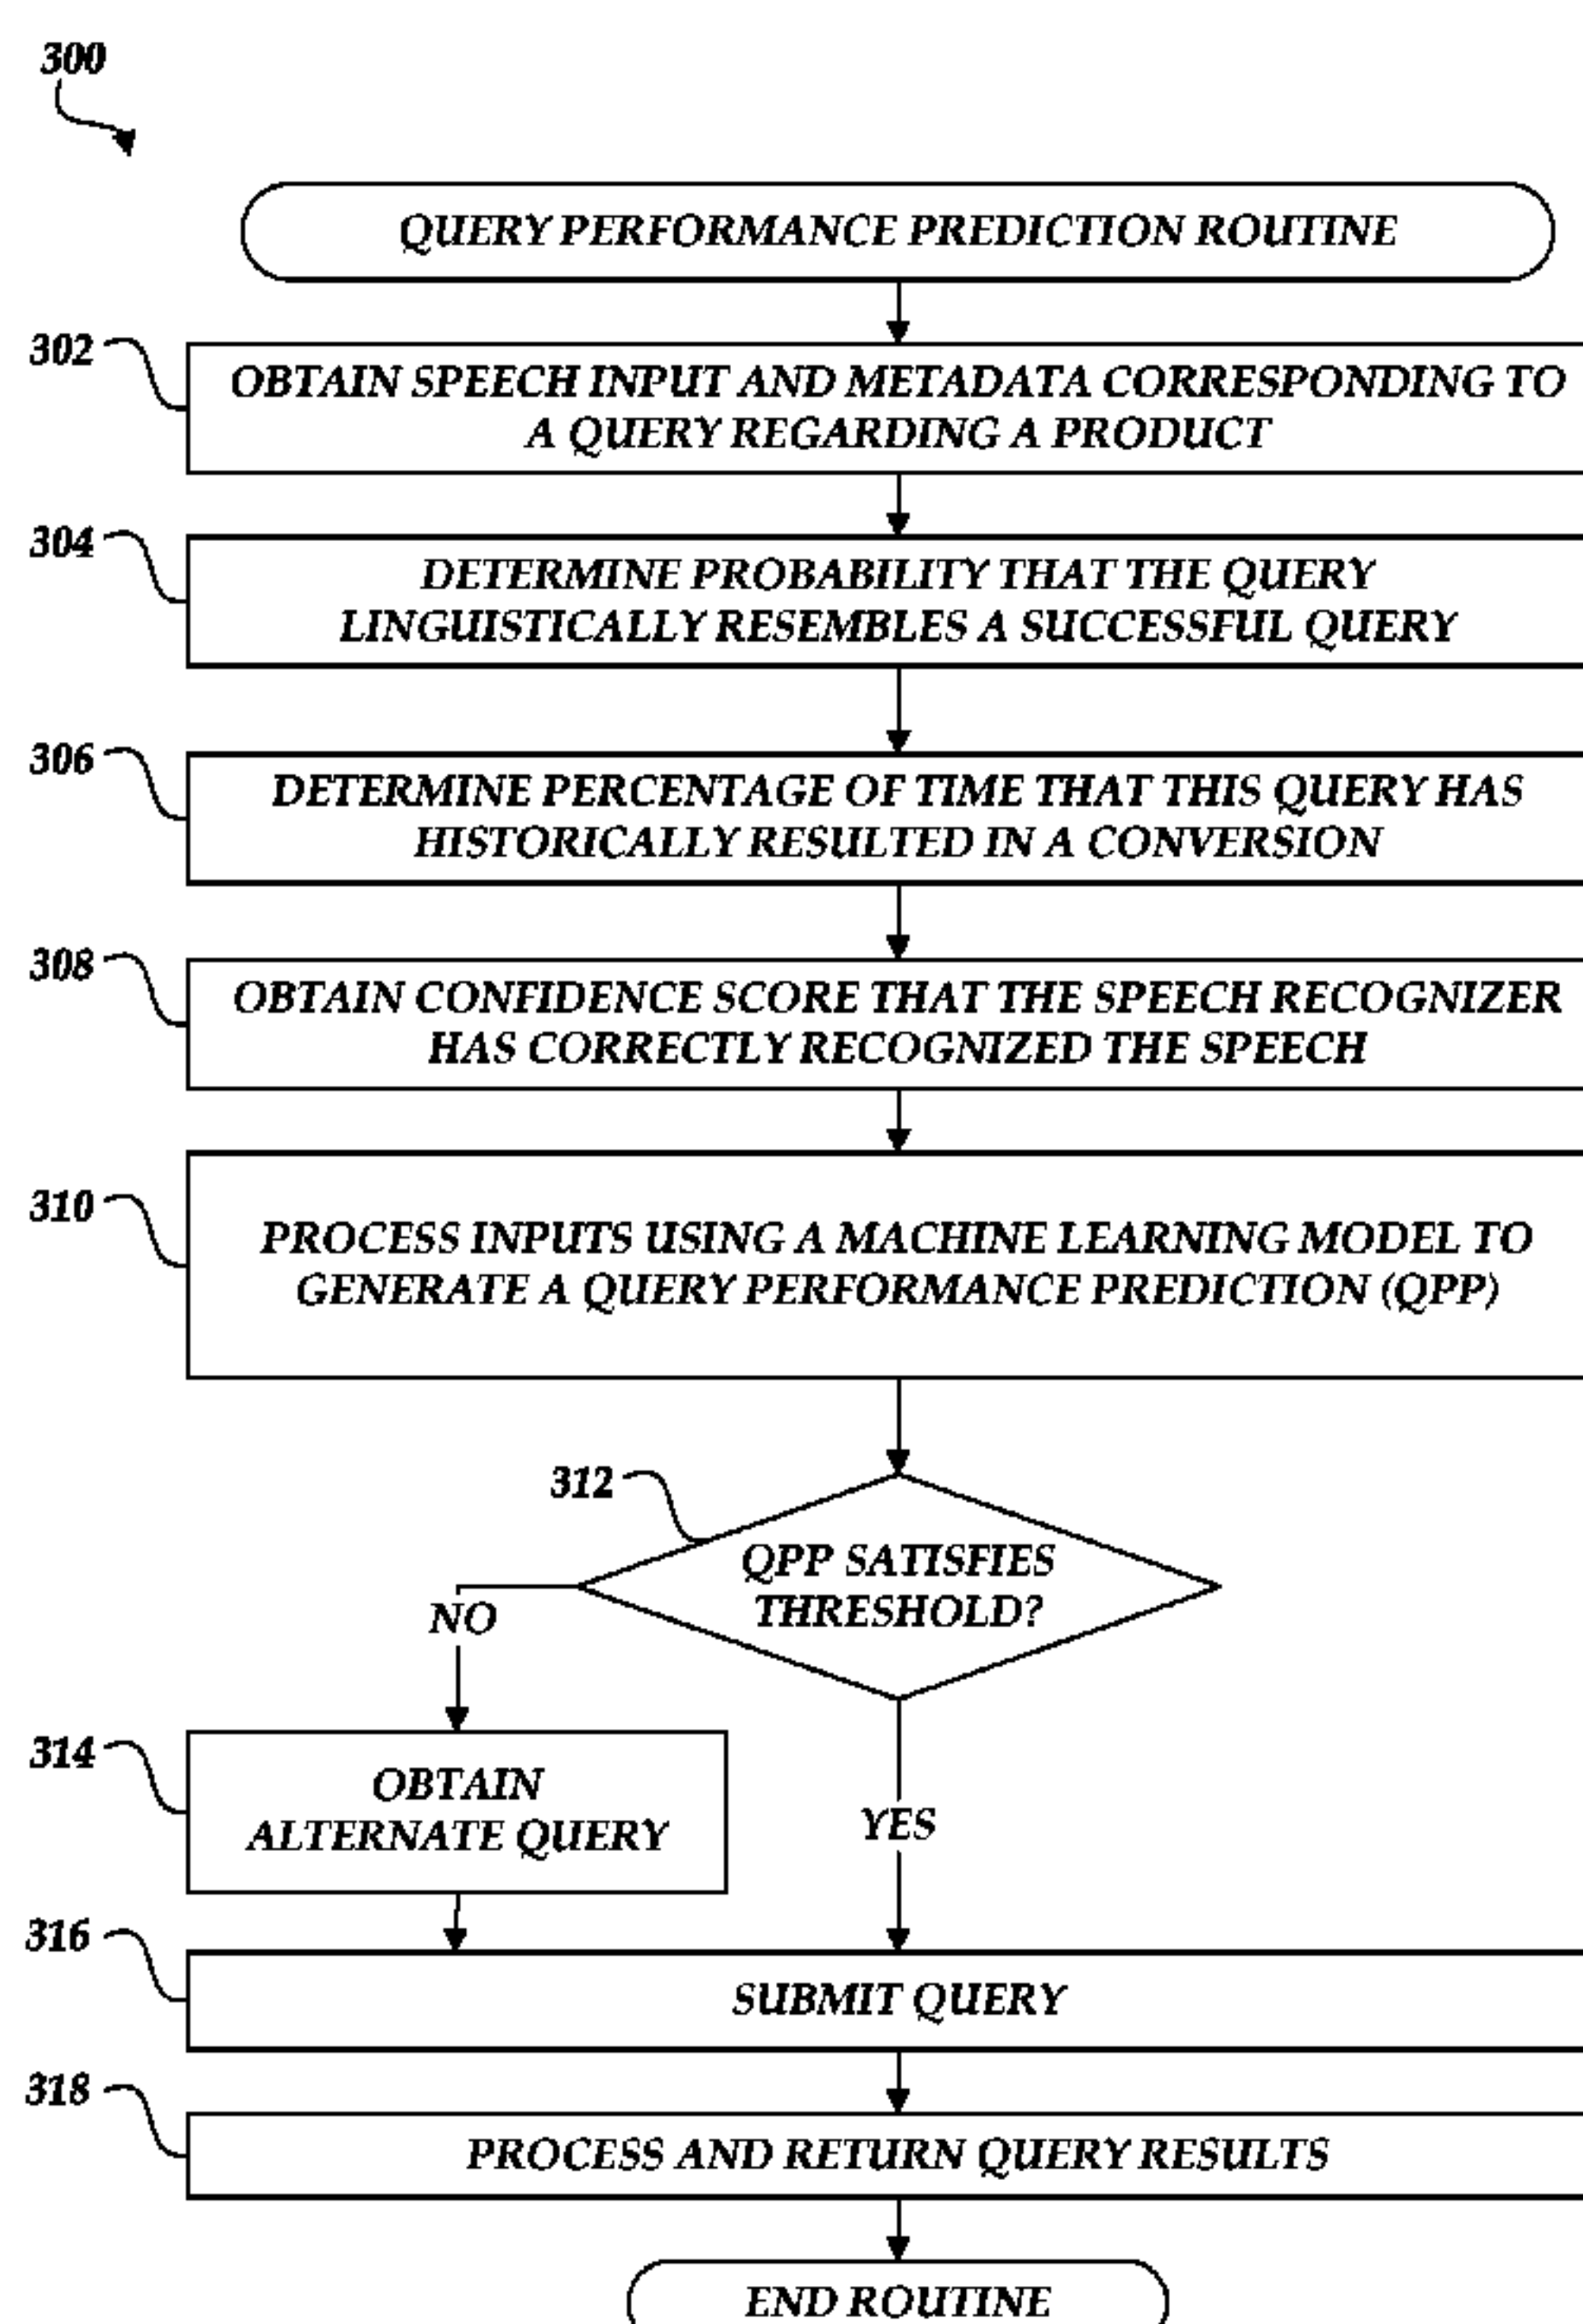 300
QUERY PERFORMANCE PREDICTION ROUTINE
302
OBTAIN SPEECH INPUT AND METADATA CORRESPONDING TO
A QUERY REGARDING A PRODUCT
304
DETERMINE PROBABILITY THAT THE QUERY
LINGUISTICALLY RESEMBLES A SUCCESSFUL QUERY
306
DETERMINE PERCENTAGE OF TIME THAT THIS QUERY HAS
HISTORICALLY RESULTED IN A CONVERSION
308
OBTAIN CONFIDENCE SCORE THAT THE SPEECH RECOGNIZER
HAS CORRECTLY RECOGNIZED THE SPEECH
310
PROCESS INPUTS USING A MACHINE LEARNING MODEL TO
GENERATE A QUERY PERFORMANCE PREDICTION (QPP)
312
QPP SATISFIES
THRESHOLD?
NO
314
OBTAIN
ALTERNATE QUERY
YES
316
SUBMIT QUERY
318
PROCESS AND RETURN QUERY RESULTS
END ROUTINE